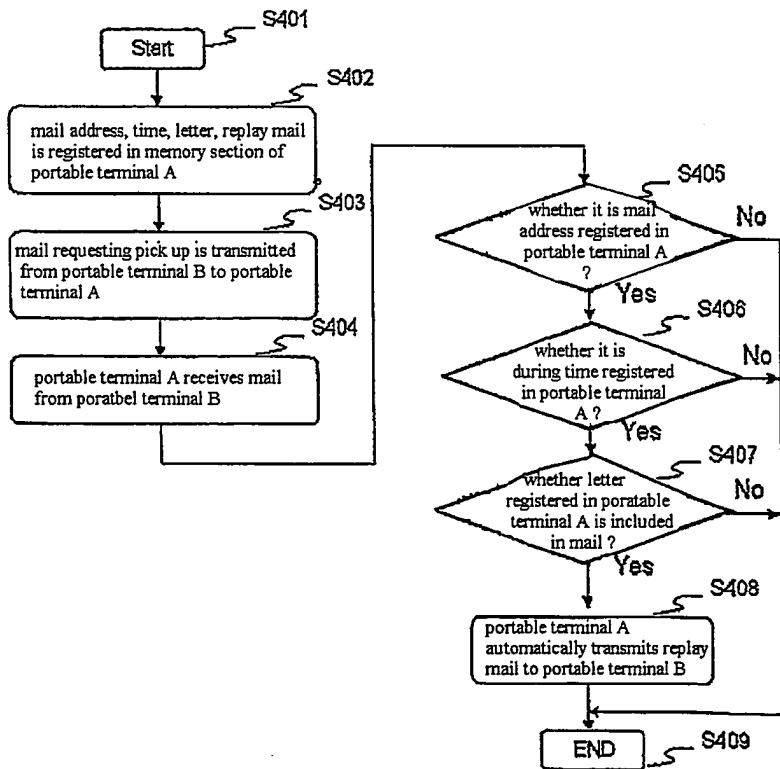 S401
Start
S402
mail address, time, letter, replay mail
is registered in memory section of
portable terminal A
S403
mail requesting pick up is transmitted
from portable terminal B to portable
terminal A
S404
portable terminal A receives mail
from poratbel terminal B
S405
whether it is mail
address registered in
portable terminal A
?
No
Yes
S406
whether it is
during time registered
in portable terminal
A ?
No
Yes
S407
whether letter
registered in poratable
terminal A is included
in mail ?
No
Yes
S408
portable terminal A
automatically transmits replay
mail to portable terminal B
END
S409